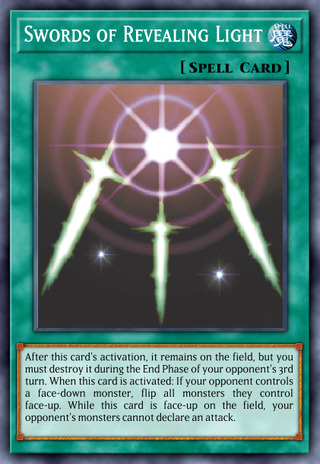 Swords of Revealing Light
魔
[ Spell Card ]
After this card's activation, it remains on the field, but you
must destroy it during the End Phase of your opponent's 3rd
turn. When this card is activated: If your opponent controls
a face-down monster, flip all monsters they control
face-up. While this card is face-up on the field, your
opponent's monsters cannot declare an attack.